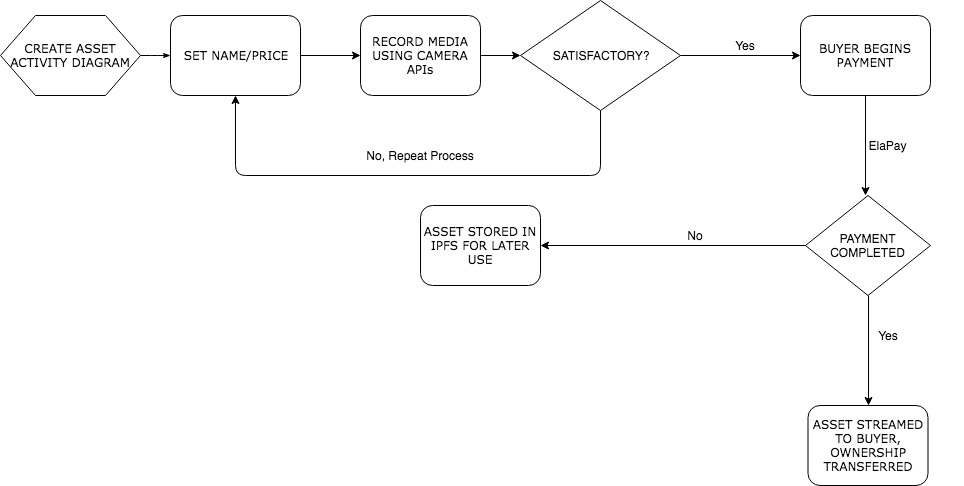 CREATE ASSET
ACTIVITY DIAGRAM
SET NAME/PRICE
RECORD MEDIA
USING CAMERA
APIs
SATISFACTORY?
Yes
BUYER BEGINS
PAYMENT
No, Repeat Process
ElaPay
ASSET STORED IN
IPFS FOR LATER
USE
No
PAYMENT
COMPLETED
Yes
ASSET STREAMED
TO BUYER,
OWNERSHIP
TRANSFERRED